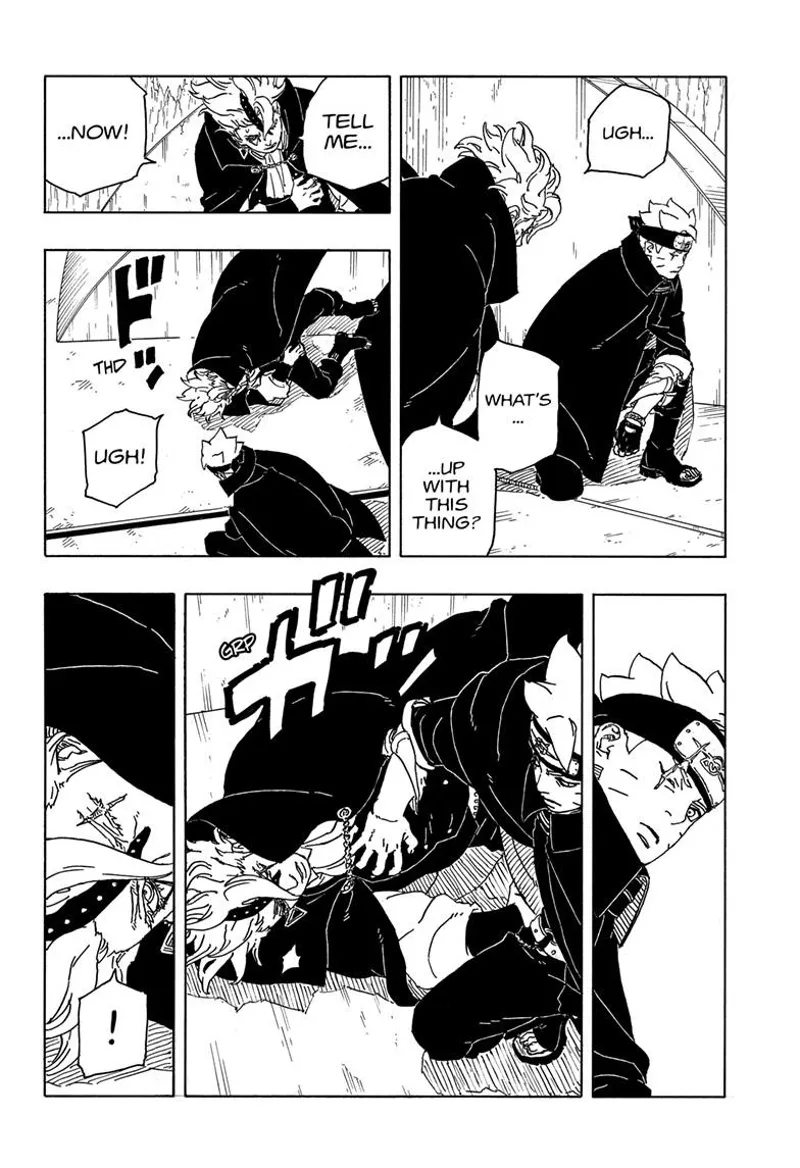 UGH...
WHAT'S
...
...UP
WITH
THIS
THING?
TELL
ME...
...NOW!
ドッ
THD
UGH!
ガッ
GRP
!